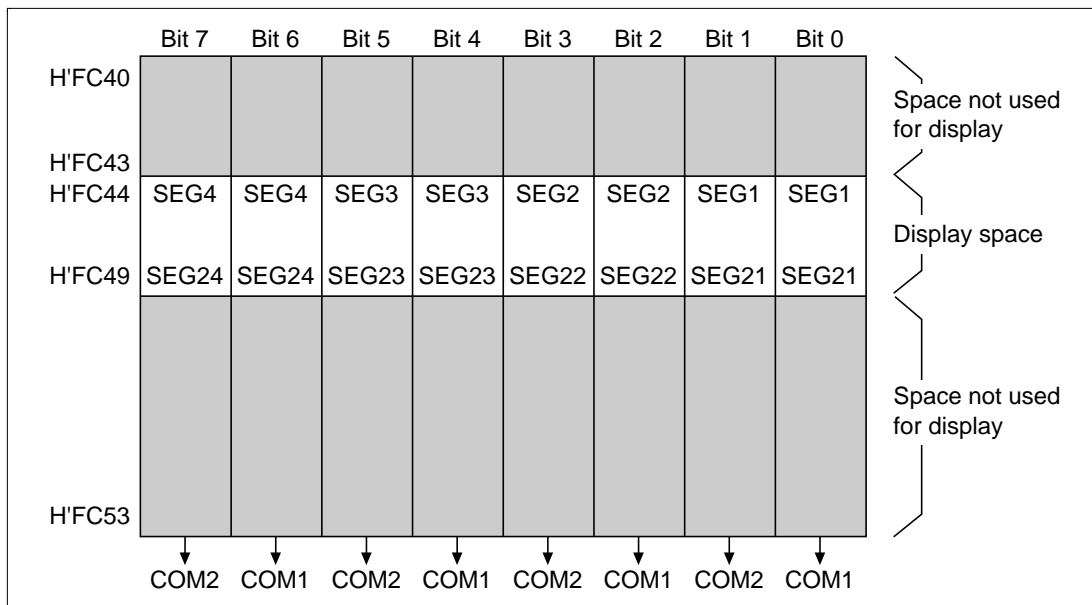 Bit 7 Bit 6 Bit 5 Bit 4 Bit 3 Bit 2 Bit 1 Bit 0
H'FC40
Space not used
for display
H'FC43
H'FC44 SEG4 SEG4 SEG3 SEG3 SEG2 SEG2 SEG1 SEG1
Display space
H'FC49 SEG24 SEG24 SEG23 SEG23 SEG22 SEG22 SEG21 SEG21
Space not used
for display
H'FC53
COM2 COM1 COM2 COM1 COM2 COM1 COM2 COM1